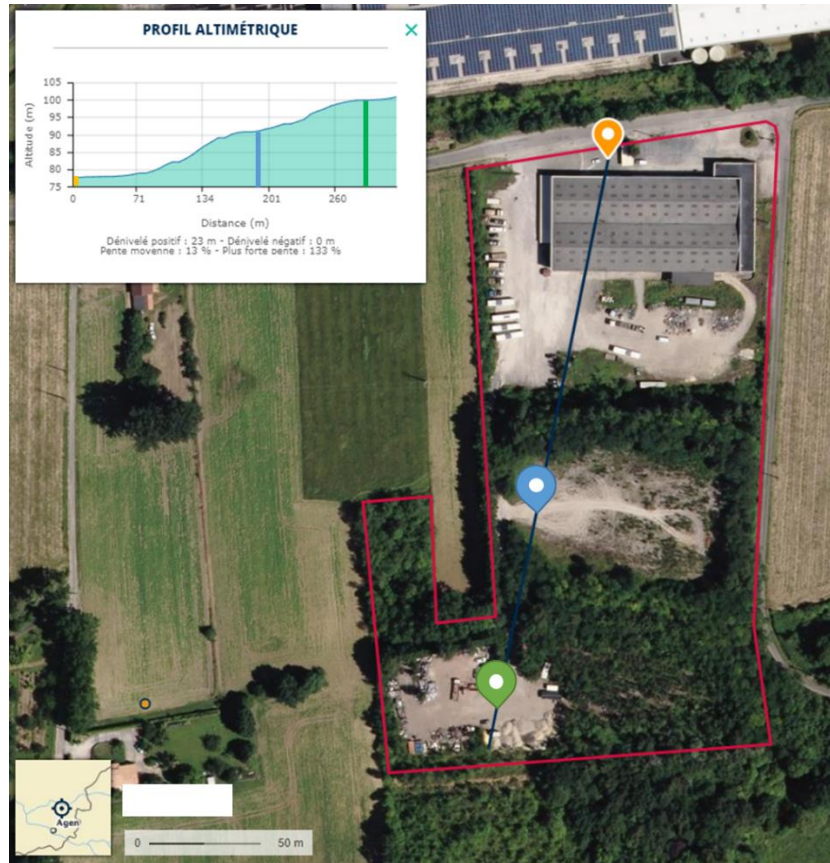 PROFIL ALTIMÉTRIQUE
×
Altitude (m)
105
100
95
90
85
80
75
0 71 134 201 260
Distance (m)
Dénivelé positif : 23 m - Dénivelé négatif : 0 m
Pente moyenne : 13 % - Plus forte pente : 133 %
Agen
0 50 m